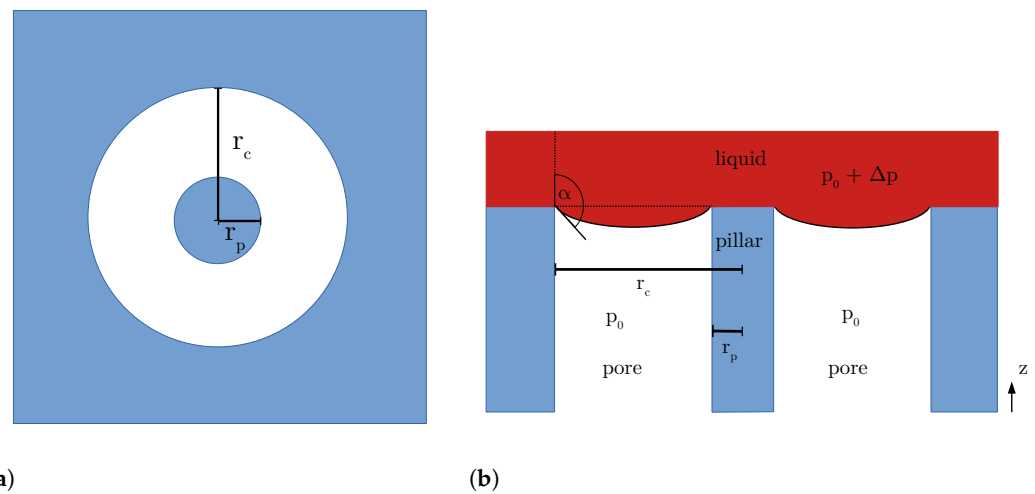 r_c
r_p
liquid
p_0 + Δp
α
pillar
r_c
p_0
p_0
r_p
pore
pore
z
a)
(b)